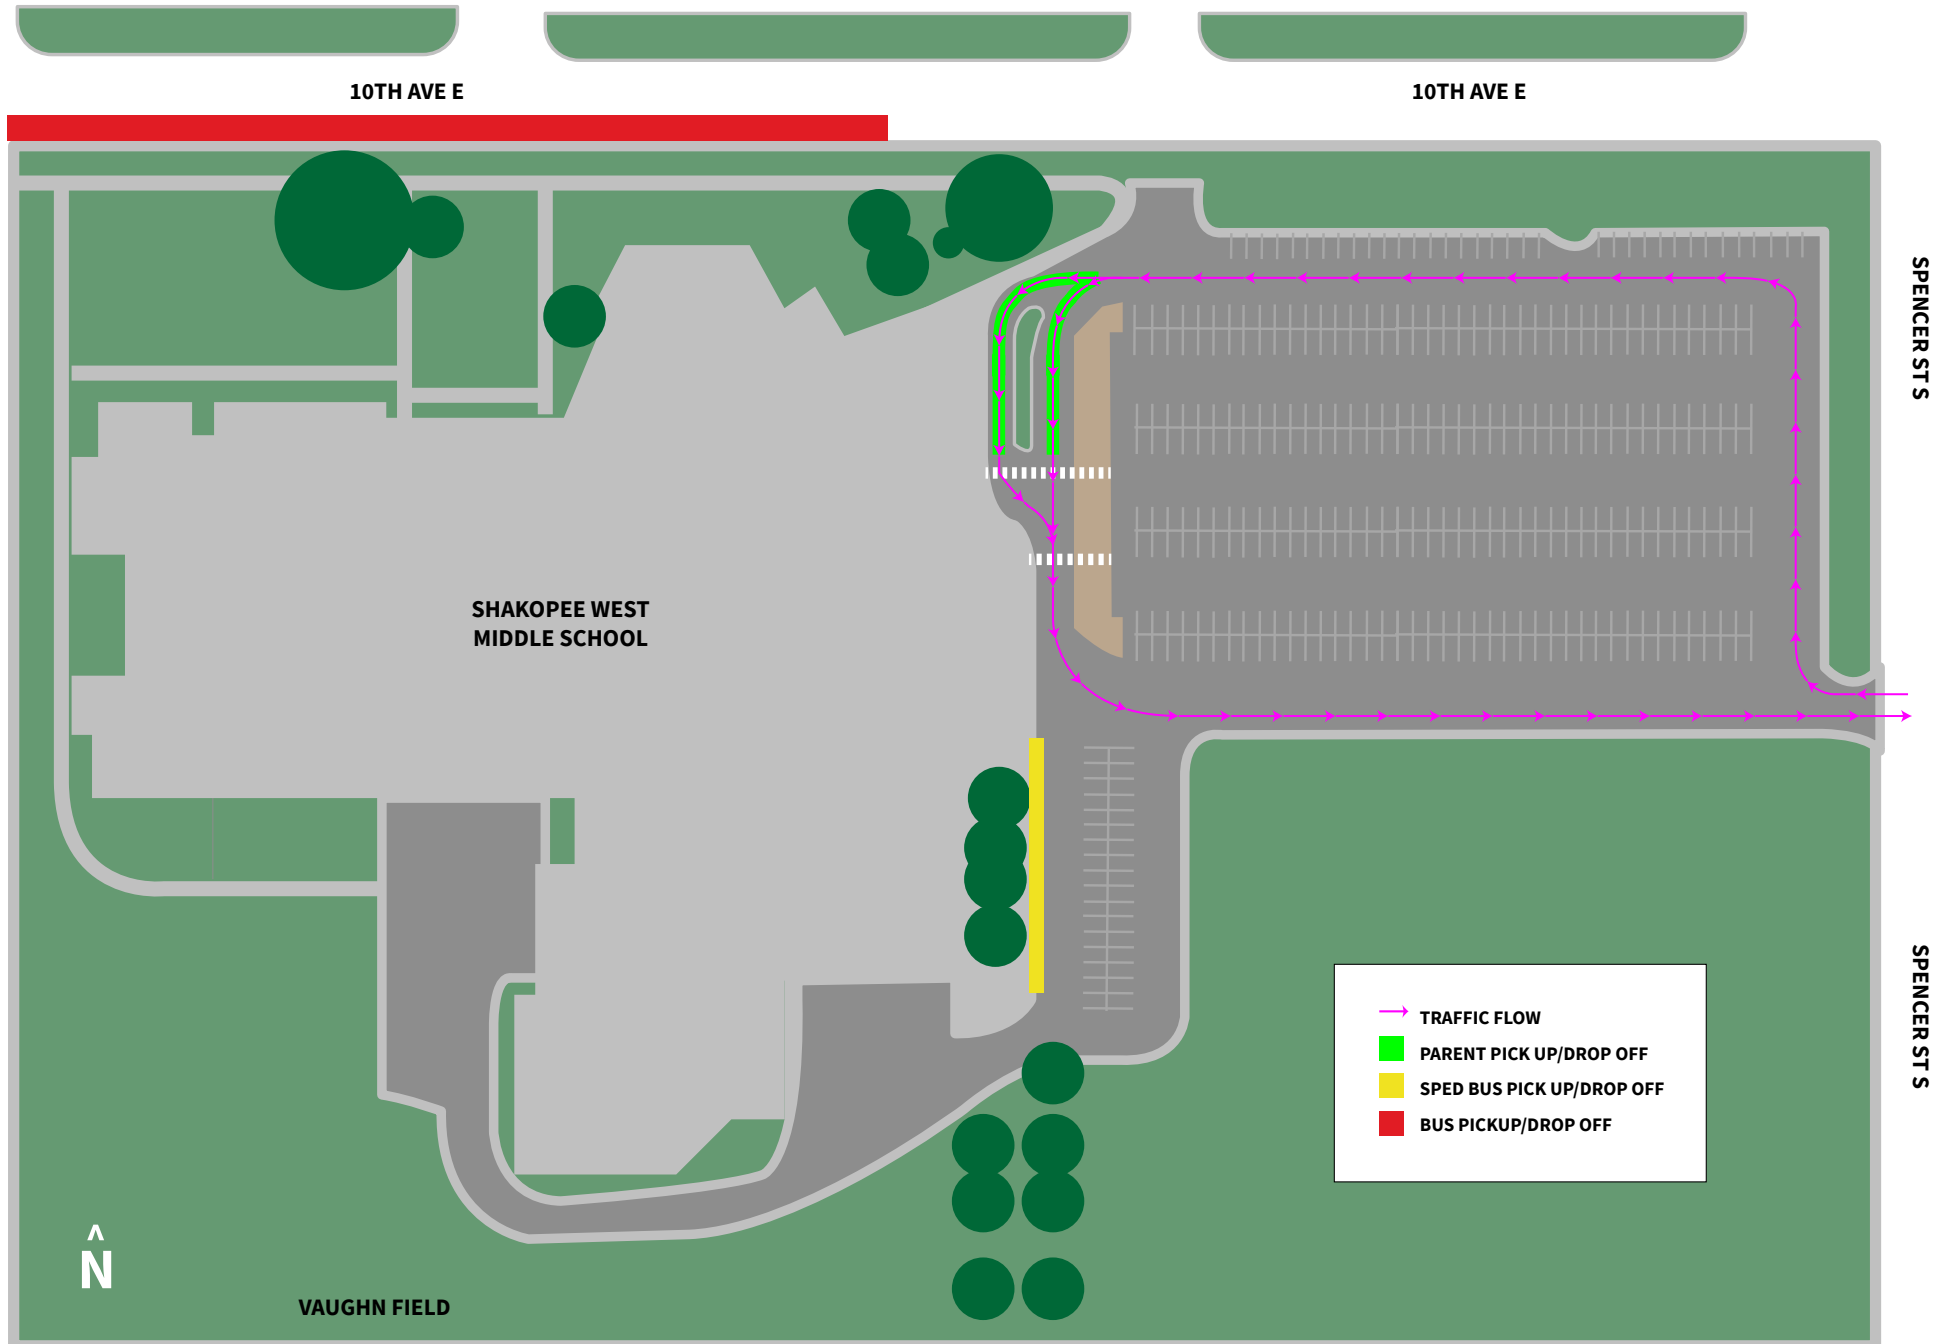 10TH AVE E
10TH AVE E
SPENCER ST S
SHAKOPEE WEST
MIDDLE SCHOOL
SPENCER ST S
TRAFFIC FLOW
PARENT PICK UP/DROP OFF
SPED BUS PICK UP/DROP OFF
BUS PICKUP/DROP OFF
N
VAUGHN FIELD